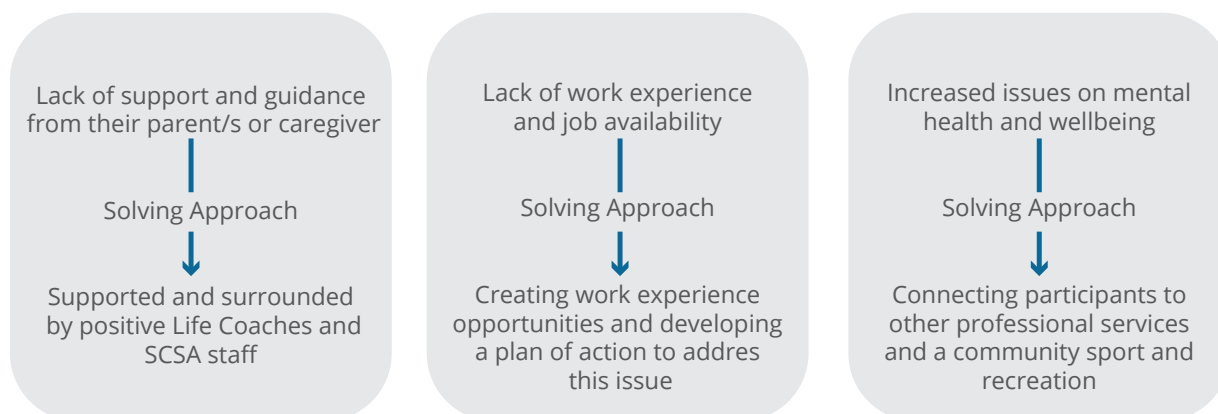 Lack of support and guidance
from their parent/s or caregiver
Solving Approach
Supported and surrounded
by positive Life Coaches and
SCSA staff
Lack of work experience
and job availability
Solving Approach
Creating work experience
opportunities and developing
a plan of action to addres
this issue
Increased issues on mental
health and wellbeing
Solving Approach
Connecting participants to
other professional services
and a community sport and
recreation